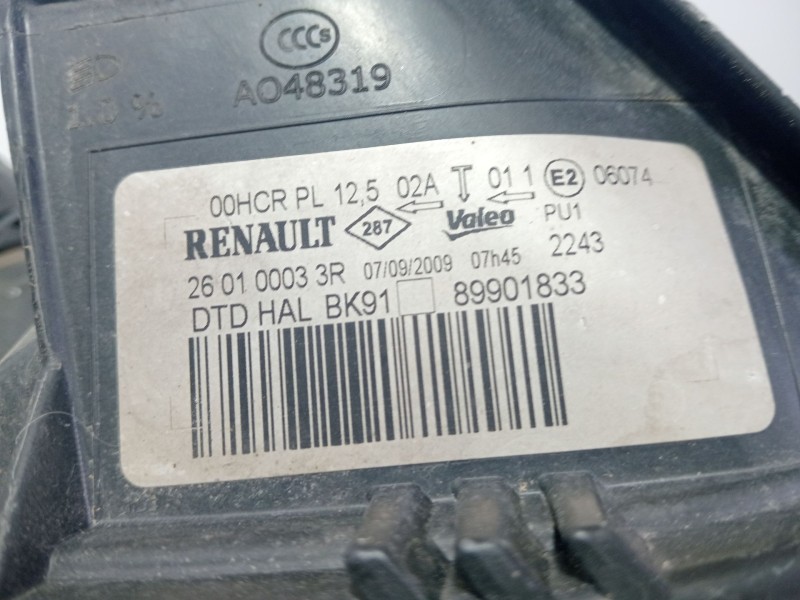 CCCs
A048319
00HCR PL 12,5 02A T 01 1 E2 06074
RENAULT 287 Valeo PU1
26 01 0003 3R 07/09/2009 07h45 2243
DTD HAL BK91 89901833